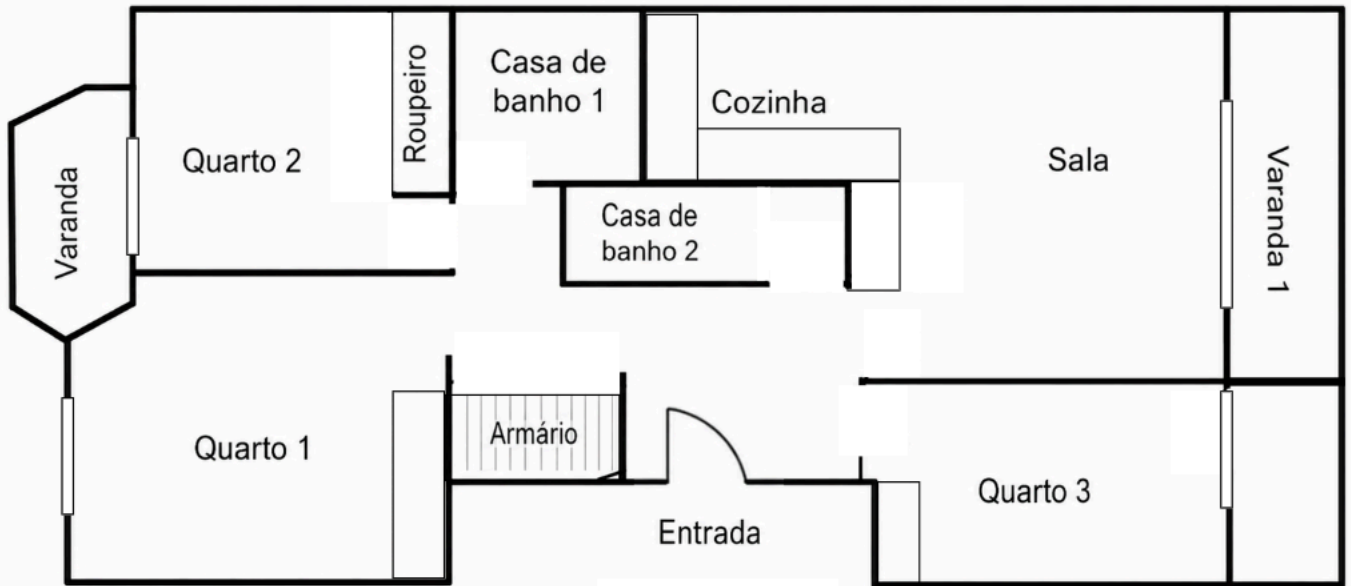 Casa de
banho 1
Roupeiro
Cozinha
Quarto 2
Sala
Varanda
Varanda 1
Casa de
banho 2
Armário
Quarto 1
Quarto 3
Entrada